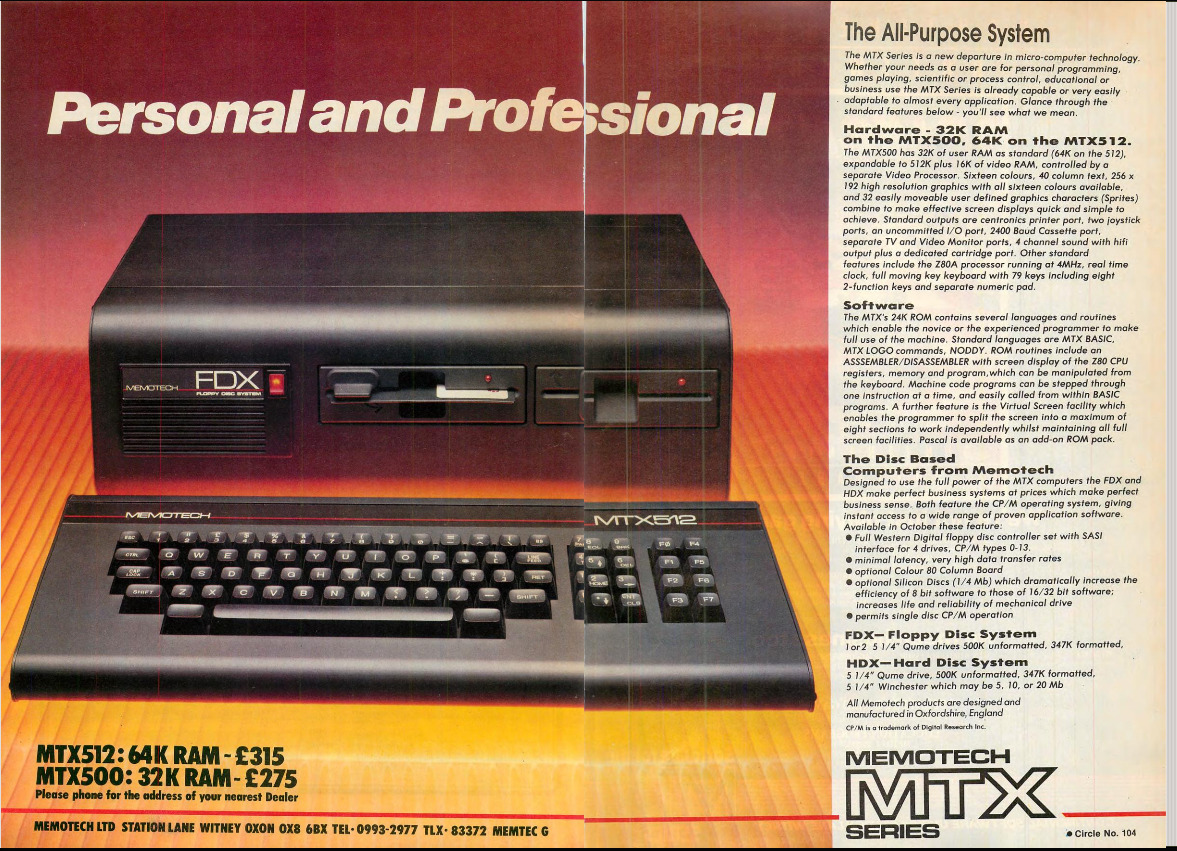 Personal and Professional
MEMOTECH
FDX
FLOPPY DISC SYSTEM
MEMOTECH
MTX512
ESC
CTRL
Q W E R T Y U I O P
LINE FEED
A S D F G H J K L
RET
SHIFT
Z X C V B N M
SHIFT
EOL
HOME
ENT CLS
F0 F4
F1 F5
F2 F6
F3 F7
MTX512: 64K RAM - £315
MTX500: 32K RAM - £275
Please phone for the address of your nearest Dealer
MEMOTECH LTD STATION LANE WITNEY OXON OX8 6BX TEL· 0993-2977 TLX· 83372 MEMTEC G
The All-Purpose System
The MTX Series is a new departure in micro-computer technology.
Whether your needs as a user are for personal programming,
games playing, scientific or process control, educational or
business use the MTX Series is already capable or very easily
adaptable to almost every application. Glance through the
standard features below - you'll see what we mean.
Hardware - 32K RAM
on the MTX500, 64K on the MTX512.
The MTX500 has 32K of user RAM as standard (64K on the 512),
expandable to 512K plus 16K of video RAM, controlled by a
separate Video Processor. Sixteen colours, 40 column text, 256 x
192 high resolution graphics with all sixteen colours available,
and 32 easily moveable user defined graphics characters (Sprites)
combine to make effective screen displays quick and simple to
achieve. Standard outputs are centronics printer port, two joystick
ports, an uncommitted I/O port, 2400 Baud Cassette port,
separate TV and Video Monitor ports, 4 channel sound with hifi
output plus a dedicated cartridge port. Other standard
features include the Z80A processor running at 4MHz, real time
clock, full moving key keyboard with 79 keys including eight
2-function keys and separate numeric pad.
Software
The MTX's 24K ROM contains several languages and routines
which enable the novice or the experienced programmer to make
full use of the machine. Standard languages are MTX BASIC,
MTX LOGO commands, NODDY. ROM routines include an
ASSSEMBLER/DISASSEMBLER with screen display of the Z80 CPU
registers, memory and program,which can be manipulated from
the keyboard. Machine code programs can be stepped through
one instruction at a time, and easily called from within BASIC
programs. A further feature is the Virtual Screen facility which
enables the programmer to split the screen into a maximum of
eight sections to work independently whilst maintaining all full
screen facilities. Pascal is available as an add-on ROM pack.
The Disc Based
Computers from Memotech
Designed to use the full power of the MTX computers the FDX and
HDX make perfect business systems at prices which make perfect
business sense. Both feature the CP/M operating system, giving
instant access to a wide range of proven application software.
Available in October these feature:
● Full Western Digital floppy disc controller set with SASI
interface for 4 drives, CP/M types 0-13.
● minimal latency, very high data transfer rates
● optional Colour 80 Column Board
● optional Silicon Discs (1/4 Mb) which dramatically increase the
efficiency of 8 bit software to those of 16/32 bit software;
increases life and reliability of mechanical drive
● permits single disc CP/M operation
FDX— Floppy Disc System
1 or 2 5 1/4" Qume drives 500K unformatted, 347K formatted,
HDX—Hard Disc System
5 1/4" Qume drive, 500K unformatted, 347K formatted,
5 1/4" Winchester which may be 5, 10, or 20 Mb
All Memotech products are designed and
manufactured in Oxfordshire, England
CP/M is a trademark of Digital Research Inc.
MEMOTECH
MTX
SERIES
● Circle No. 104